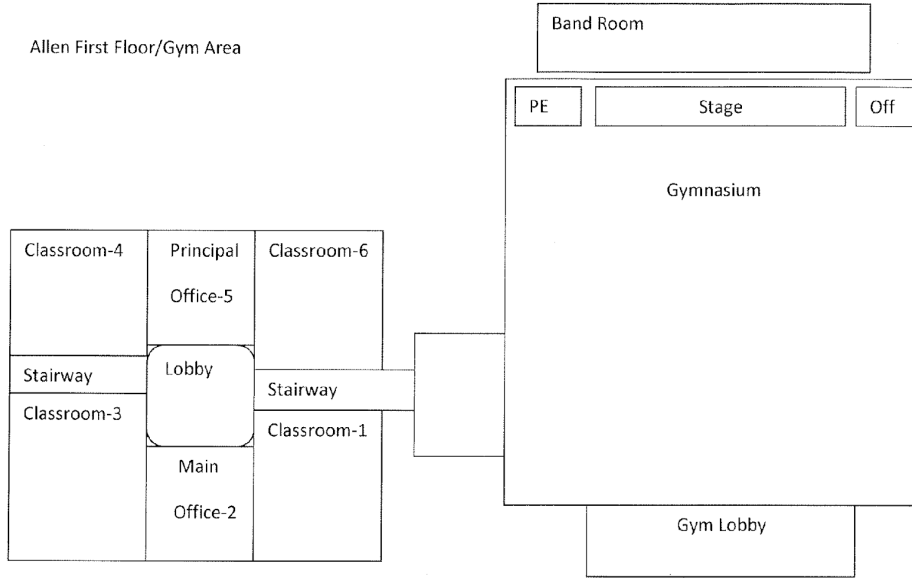 Allen First Floor/Gym Area
Band Room
PE
Stage
Off
Gymnasium
Classroom-4
Principal
Office-5
Classroom-6
Stairway
Lobby
Stairway
Classroom-3
Classroom-1
Main
Office-2
Gym Lobby